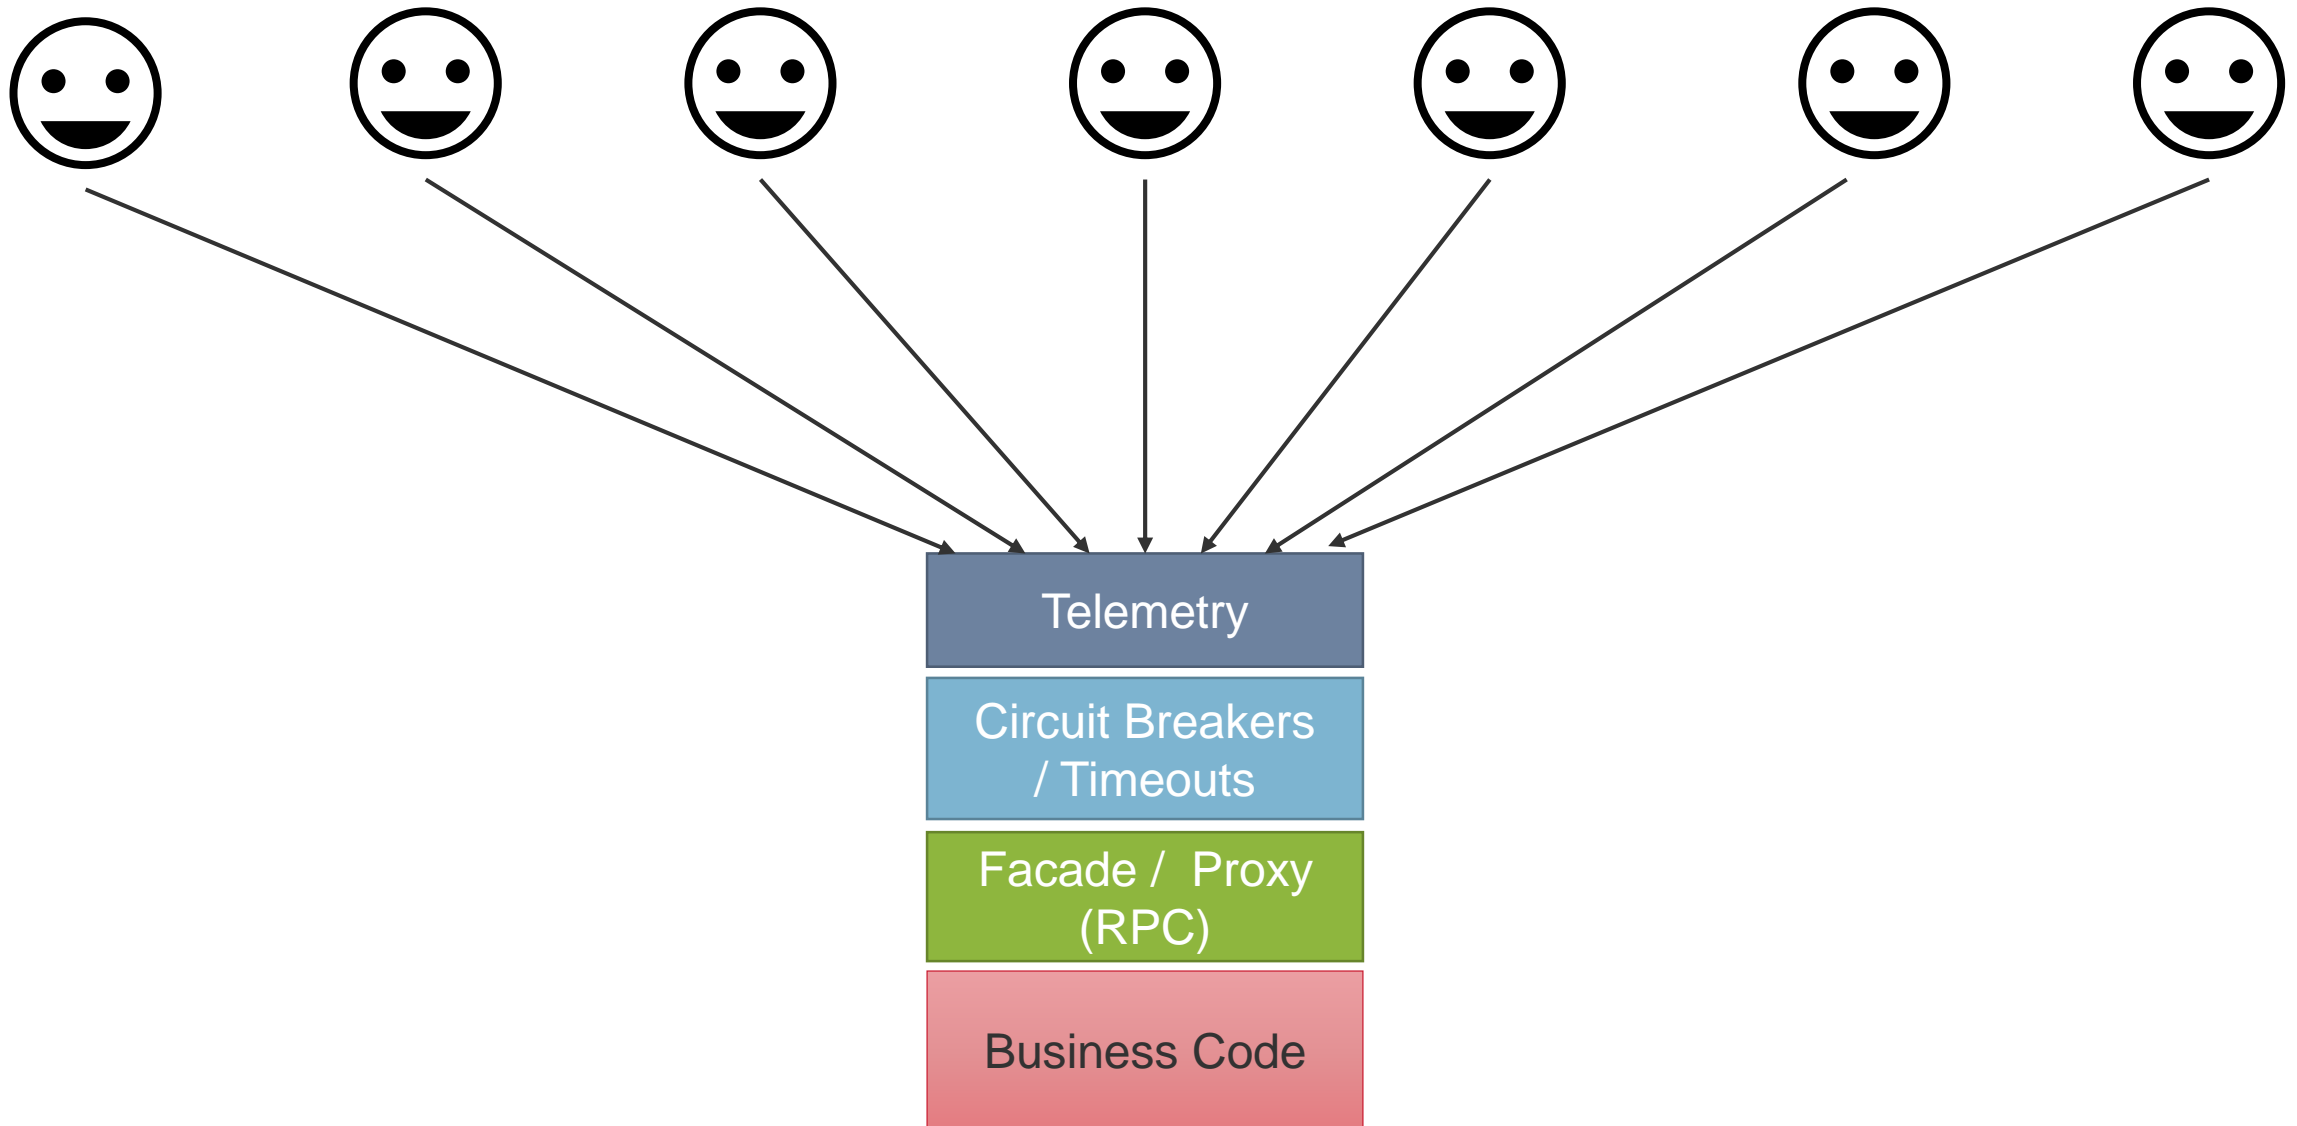 Telemetry
Circuit Breakers
/ Timeouts
Facade /  Proxy
(RPC)
Business Code